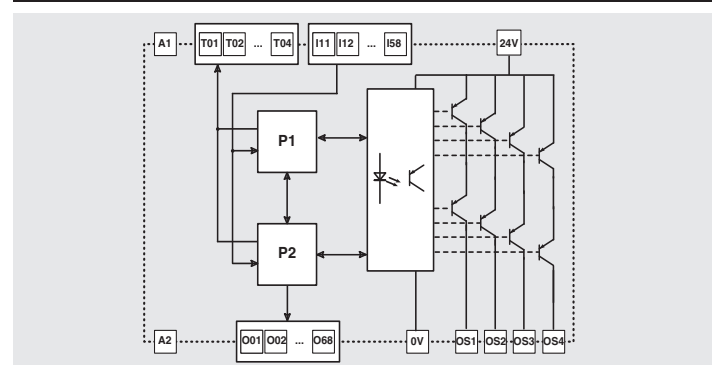 A1 T01 T02 ... T04 I11 I12 ... I58 24V
P1
P2
A2 O01 O02 ... O68 0V OS1 OS2 OS3 OS4